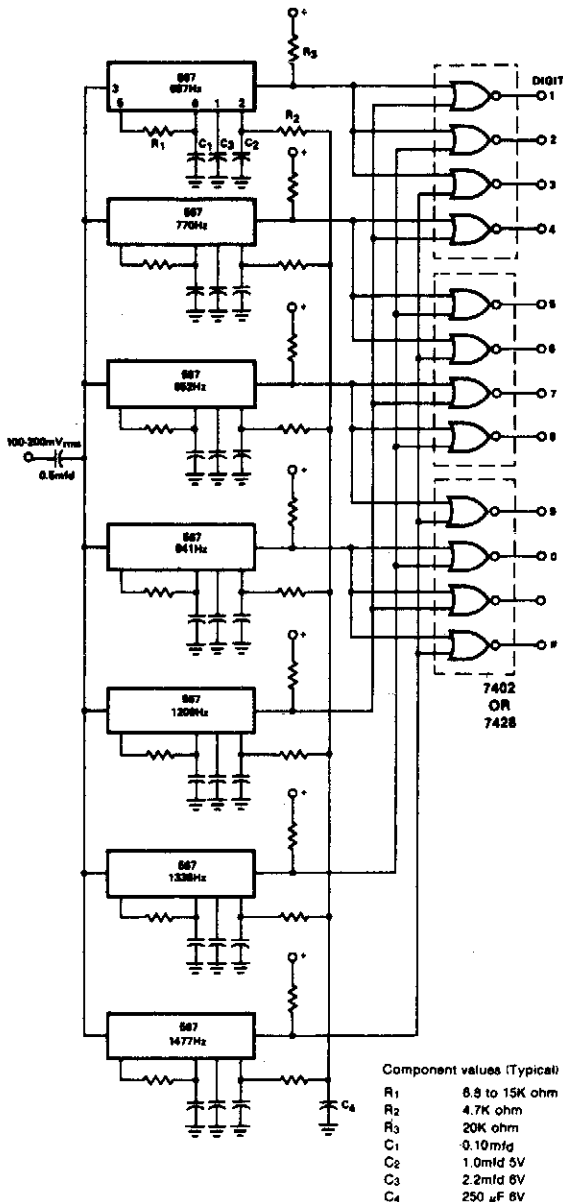 +
R3
567
697Hz
3
5
6
1
2
R1
C1
C3
C2
R2
+
567
770Hz
+
567
852Hz
100-200mVrms
0.5mfd
+
567
941Hz
+
567
1209Hz
+
567
1336Hz
+
567
1477Hz
C4
DIGIT
1
2
3
4
5
6
7
8
9
0
#
7402
OR
7428
Component values (Typical)
R1 6.8 to 15K ohm
R2 4.7K ohm
R3 20K ohm
C1 0.10mfd
C2 1.0mfd 6V
C3 2.2mfd 6V
C4 250 μF 6V